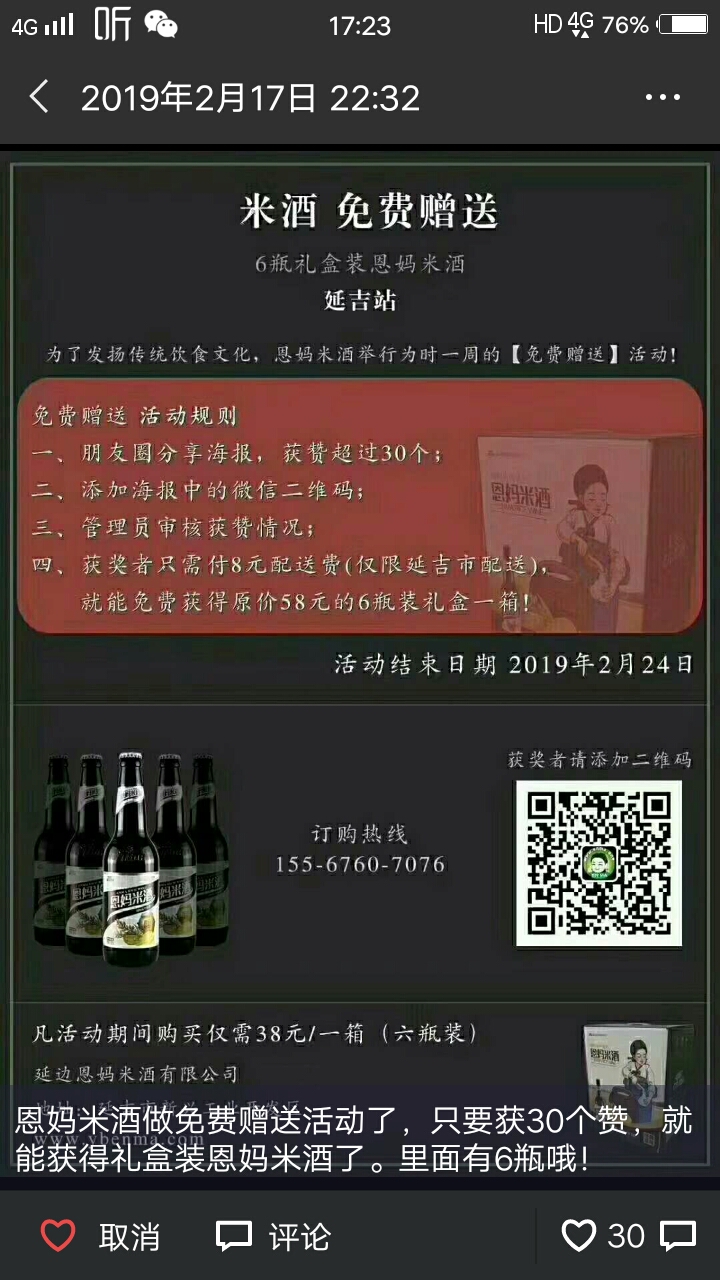 4G 听 17:23 HD 4G 76%
2019年2月17日 22:32
米酒 免费赠送
6瓶礼盒装恩妈米酒
延吉站
为了发扬传统饮食文化，恩妈米酒举行为时一周的【免费赠送】活动！
免费赠送 活动规则
一、朋友圈分享海报，获赞超过30个；
二、添加海报中的微信二维码；
三、管理员审核获赞情况；
四、获奖者只需付8元配送费(仅限延吉市配送)，
就能免费获得原价58元的6瓶装礼盒一箱！
恩妈米酒
活动结束日期 2019年2月24日
获奖者请添加二维码
订购热线
155-6760-7076
恩妈米酒
凡活动期间购买仅需38元/一箱（六瓶装）
延边恩妈米酒有限公司
恩妈米酒
www.ybenma.com
恩妈米酒做免费赠送活动了，只要获30个赞，就
能获得礼盒装恩妈米酒了。里面有6瓶哦！
取消 评论 30